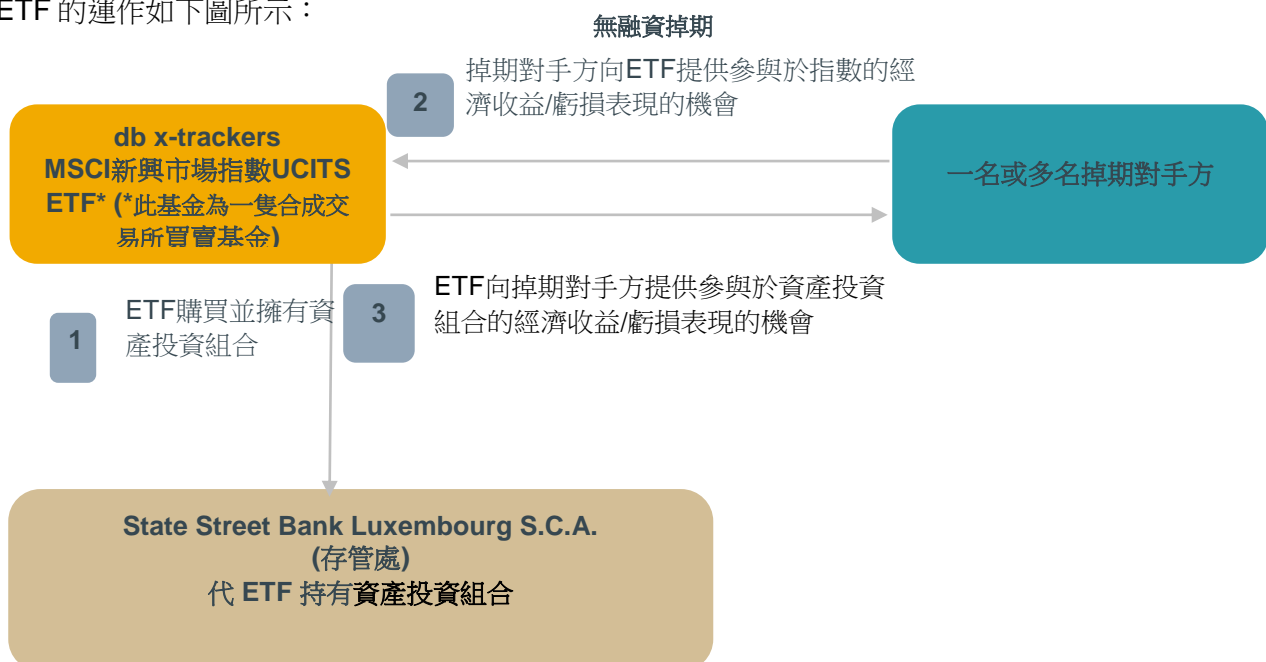 ETF 的運作如下圖所示：
無融資掉期
2
掉期對手方向ETF提供參與於指數的經
濟收益/虧損表現的機會
db x-trackers
MSCI新興市場指數UCITS
ETF* (*此基金為一隻合成交
易所買賣基金)
一名或多名掉期對手方
1
ETF購買並擁有資
產投資組合
3
ETF向掉期對手方提供參與於資產投資
組合的經濟收益/虧損表現的機會
State Street Bank Luxembourg S.C.A.
(存管處)
代 ETF 持有資產投資組合